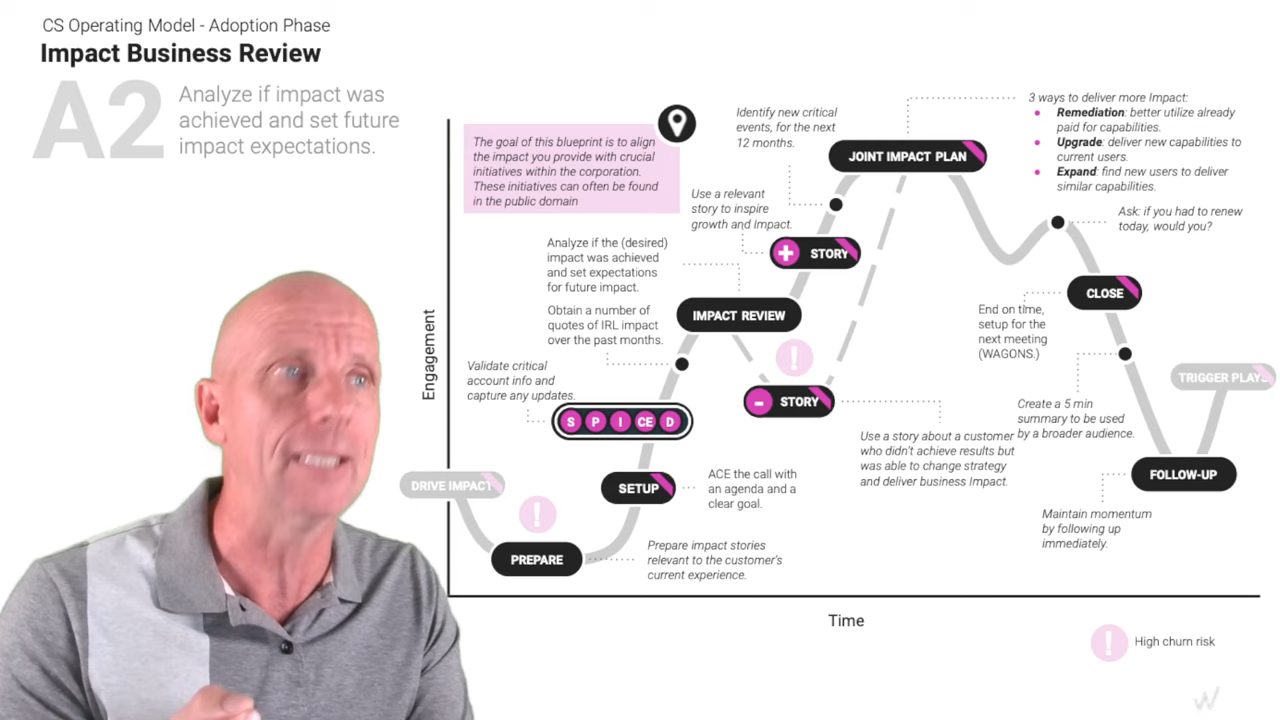 CS Operating Model - Adoption Phase
Impact Business Review
A2
Analyze if impact was
achieved and set future
impact expectations.
The goal of this blueprint is to align
the impact you provide with crucial
initiatives within the corporation.
These initiatives can often be found
in the public domain
Identify new critical
events, for the next
12 months.
JOINT IMPACT PLAN
3 ways to deliver more Impact:
Remediation: better utilize already
paid for capabilities.
Upgrade: deliver new capabilities to
current users.
Expand: find new users to deliver
similar capabilities.
Use a relevant
story to inspire
growth and Impact.
+ STORY
Ask: if you had to renew
today, would you?
Analyze if the (desired)
impact was achieved
and set expectations
for future impact.
IMPACT REVIEW
CLOSE
End on time,
setup for the
next meeting
(WAGONS.)
Obtain a number of
quotes of IRL impact
over the past months.
!
Validate critical
account info and
capture any updates.
S P I CE D
- STORY
TRIGGER PLAYS
Create a 5 min
summary to be used
by a broader audience.
Use a story about a customer
who didn't achieve results but
was able to change strategy
and deliver business Impact.
DRIVE IMPACT
SETUP
ACE the call with
an agenda and a
clear goal.
FOLLOW-UP
Maintain momentum
by following up
immediately.
!
PREPARE
Prepare impact stories
relevant to the customer's
current experience.
Engagement
Time
! High churn risk
W